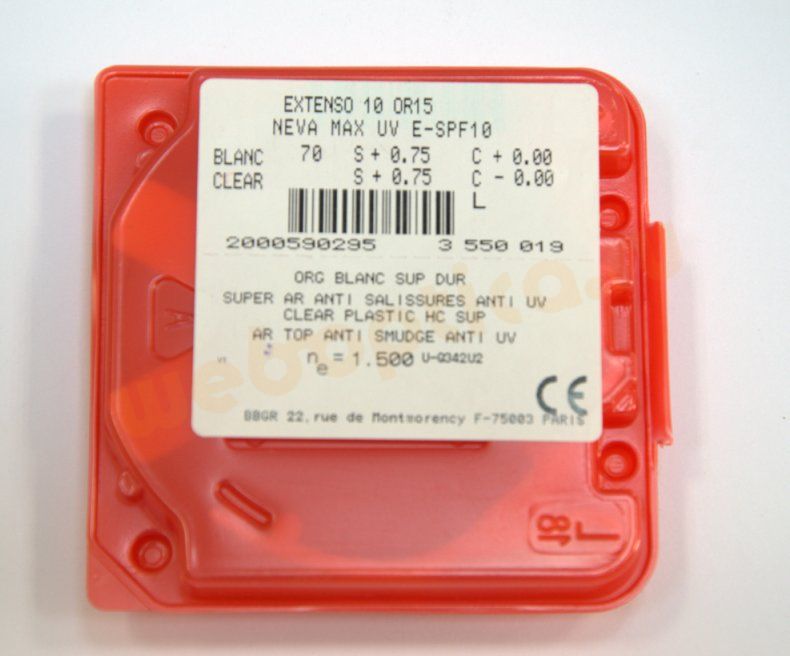 EXTENSO 10 OR15
NEVA MAX UV E-SPF10
BLANC 70 S + 0.75 C + 0.00
CLEAR S + 0.75 C - 0.00
L
2000590295 3 550 019
ORG BLANC SUP DUR
SUPER AR ANTI SALISSURES ANTI UV
CLEAR PLASTIC HC SUP
AR TOP ANTI SMUDGE ANTI UV
ne = 1.500 U-Q342U2
CE
BBGR 22, rue de Montmorency F-75003 PARIS
A
L